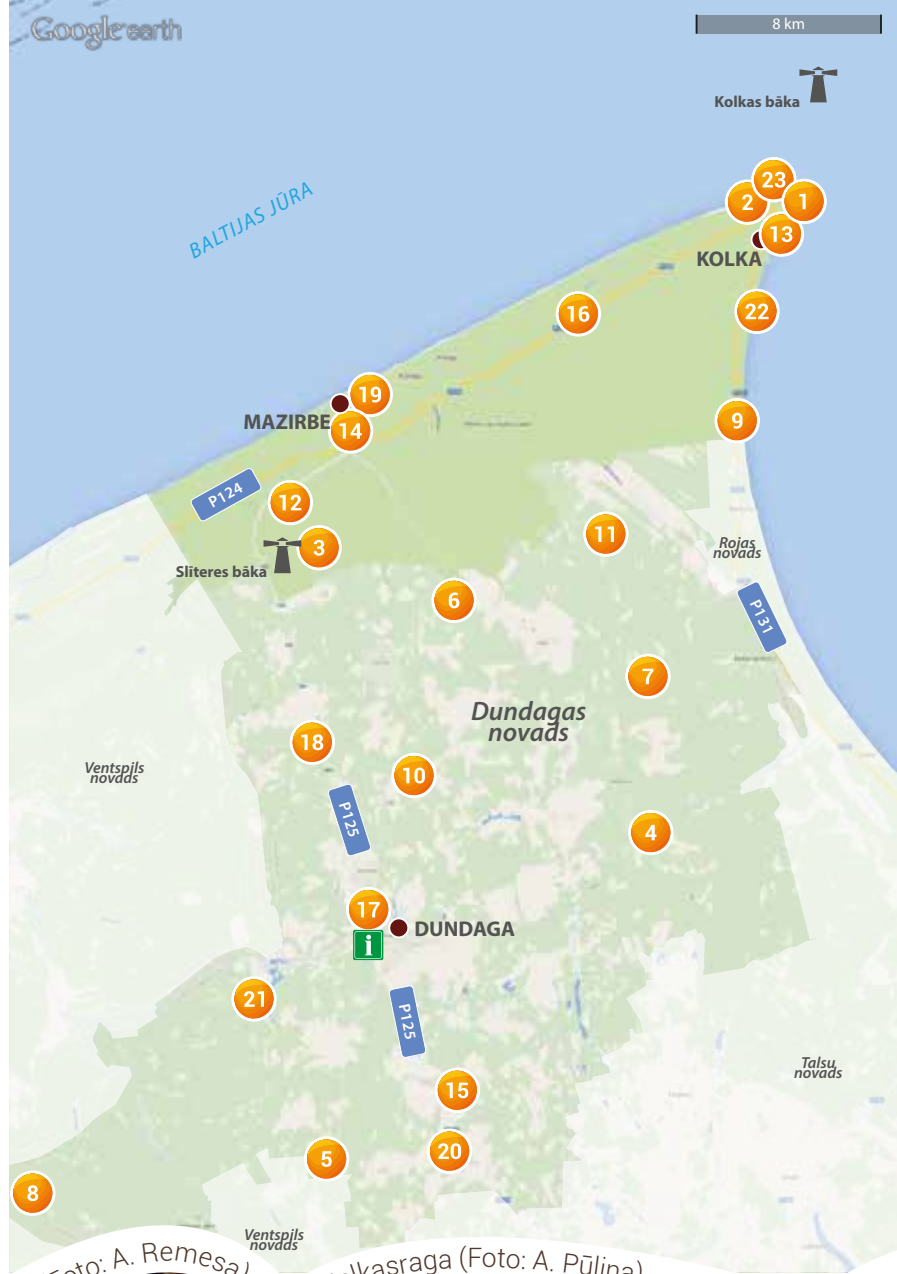 Google earth
8 km
Kolkas bāka
23
2
1
13
KOLKA
BALTIJAS JŪRA
16
22
19
MAZIRBE
14
9
P124
12
11
3
Slīteres bāka
Rojas
novads
6
P131
7
Dundagas
novads
18
10
Ventspils
novads
P125
4
17
DUNDAGA
i
21
P125
Talsu
novads
15
20
5
8
Ventspils
novads
oto: A. Remesa)
lkasraga (Foto: A. Pūliņa)